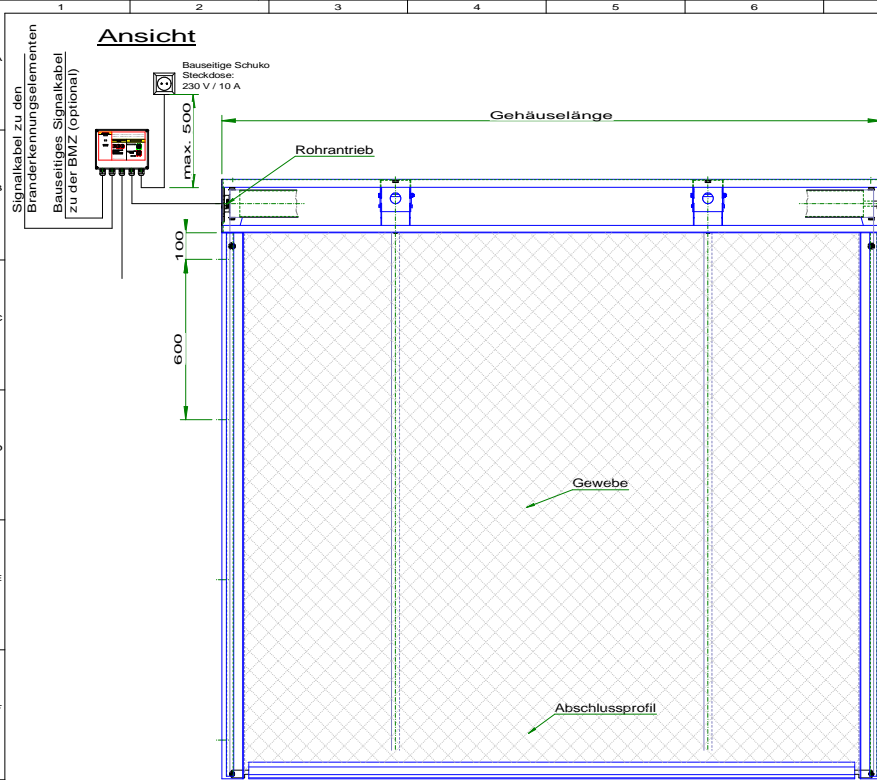 1 2 3 4 5 6
Ansicht
Signalkabel zu den
Branderkennungselementen
Bauseitiges Signalkabel
zu der BMZ (optional)
Bauseitige Schuko
Steckdose:
230 V / 10 A
max. 500
Gehäuselänge
Rohrantrieb
100
600
Gewebe
Abschlussprofil